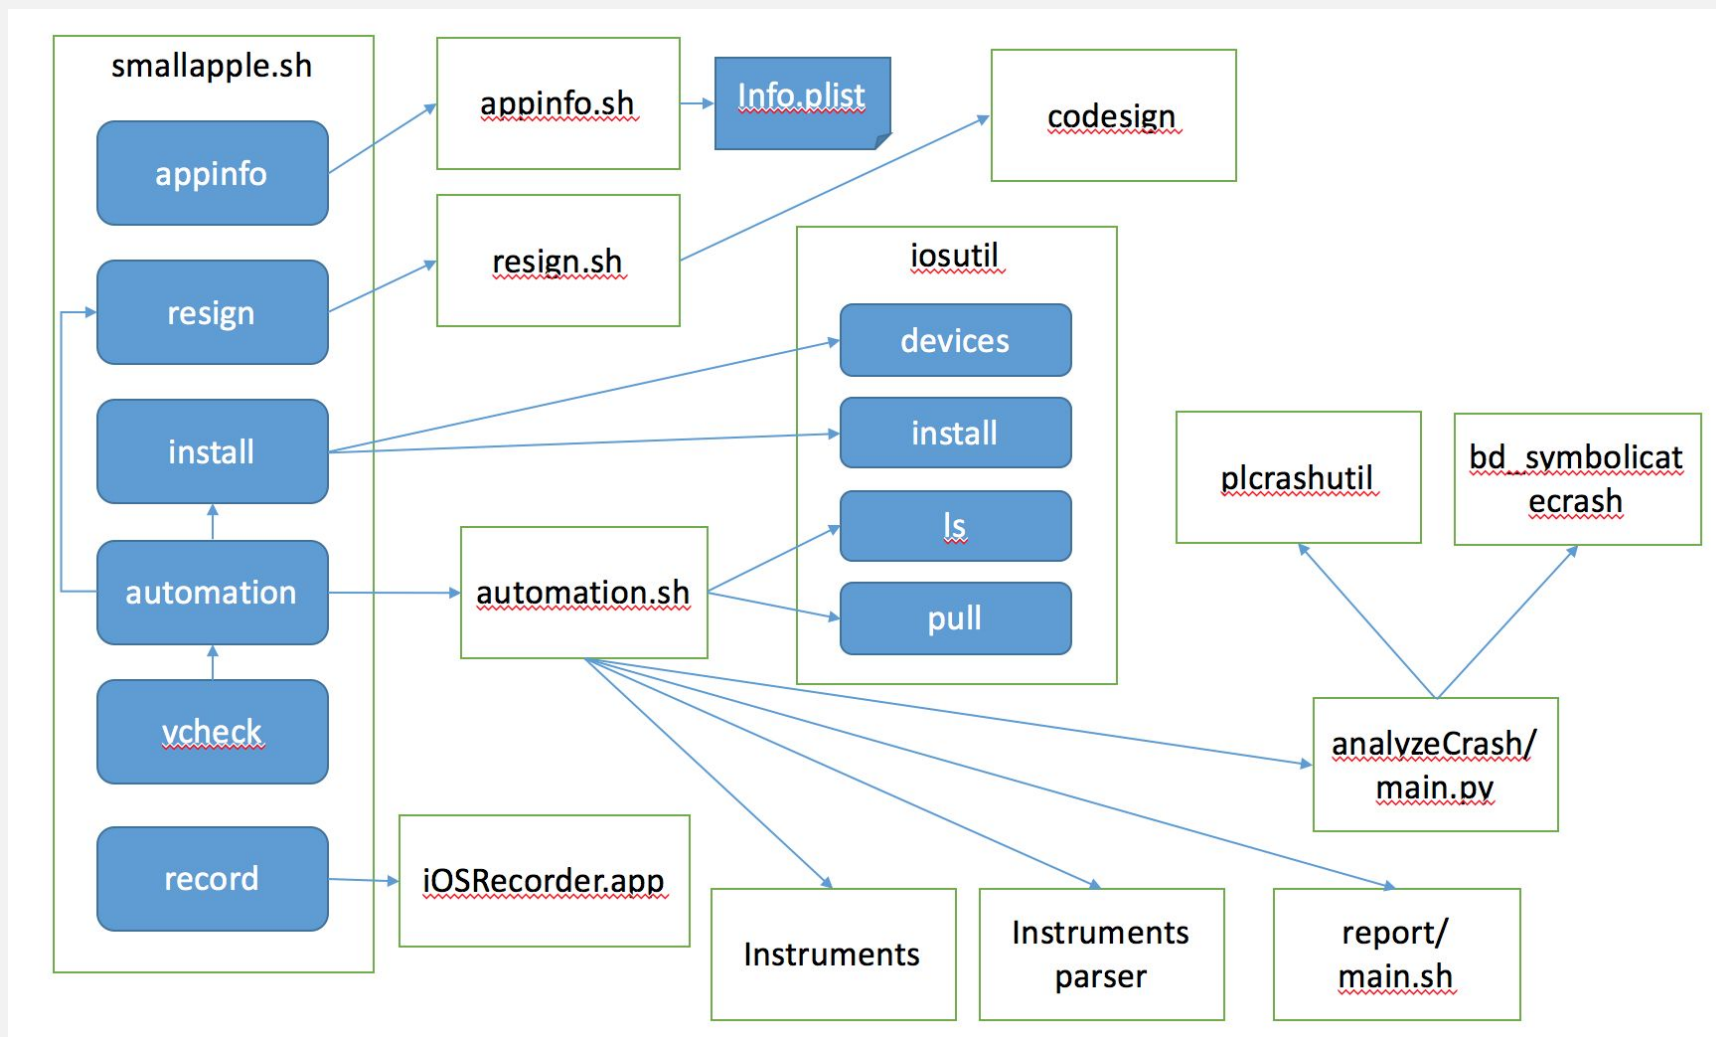 smallapple.sh
appinfo
resign
install
automation
vcheck
record
appinfo.sh
Info.plist
codesign
resign.sh
iosutil
devices
install
ls
pull
automation.sh
plcrashutil
bd_symbolicat
ecrash
analyzeCrash/
main.py
iOSRecorder.app
Instruments
Instruments
parser
report/
main.sh